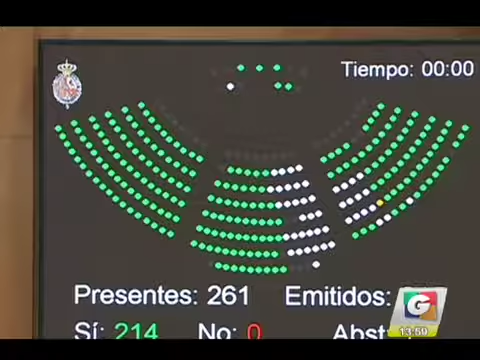 Tiempo: 00:00
Presentes: 261 Emitidos:
Sí: 214 No: 0 Abst:
G
13:59